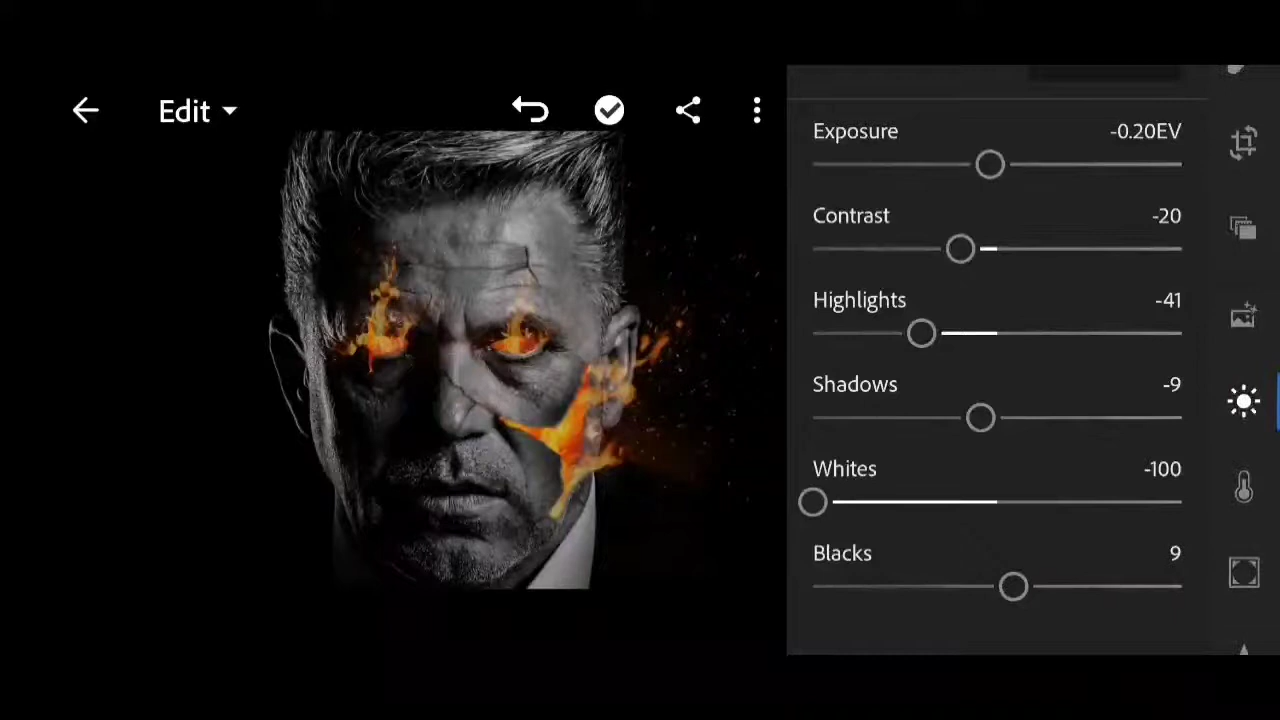 Edit
Exposure -0.20EV
Contrast -20
Highlights -41
Shadows -9
Whites -100
Blacks 9